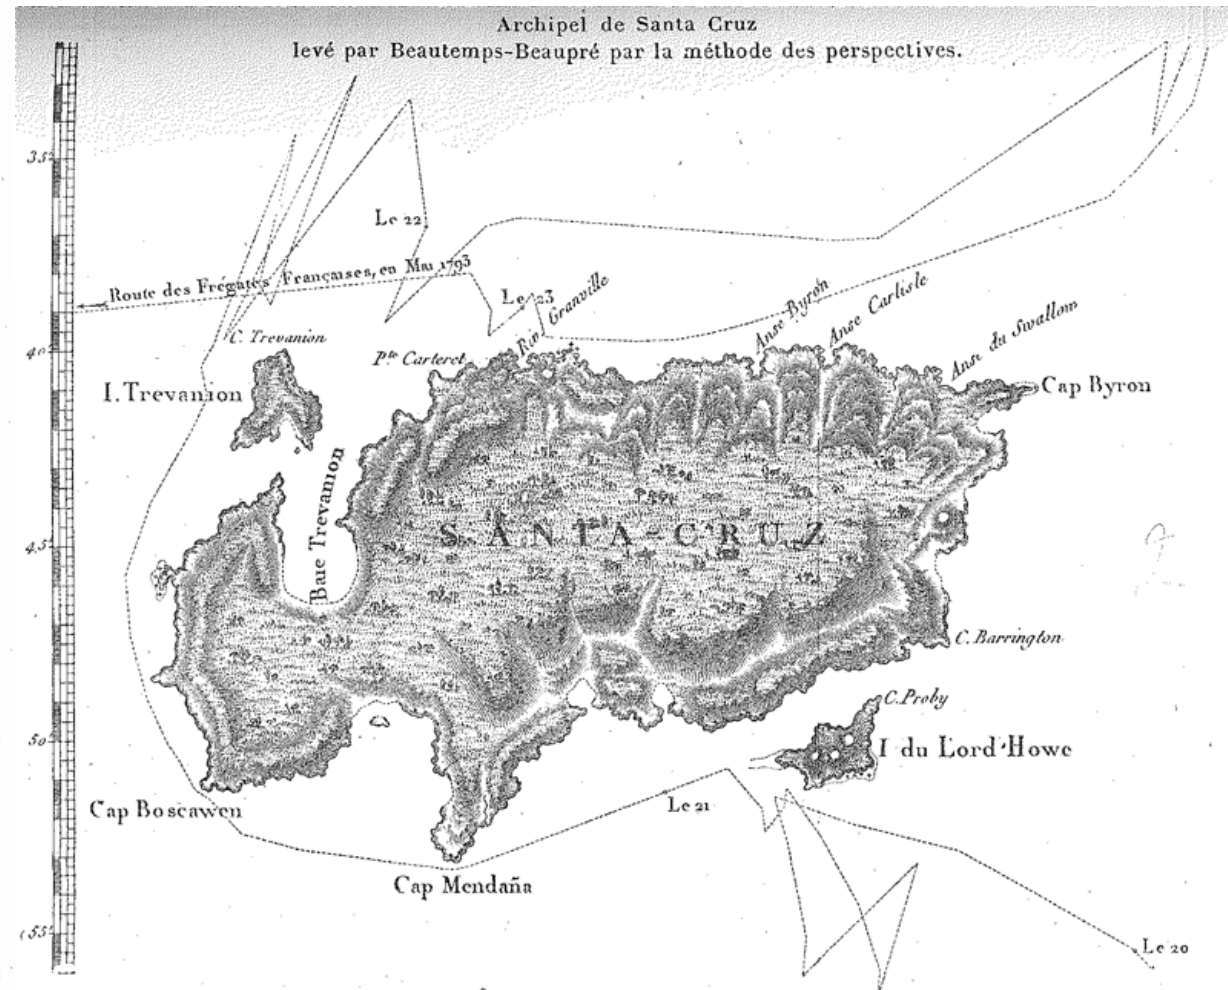 Archipel de Santa Cruz
levé par Beautemps-Beaupré par la méthode des perspectives.
35'
Le 22
Route des Frégates Françaises, en Mai 1793
Le 23
Riv. Granville
Anse Byron
Anse Carlisle
Anse du Swallow
C. Trevanion
40'
Pte Carteret
I. Trevanion
Cap Byron
Baie Trevanion
SANTA-CRUZ
45'
C. Barrington
C. Proby
50'
I du Lord Howe
Le 21
Cap Boscawen
Cap Mendaña
55'
Le 20